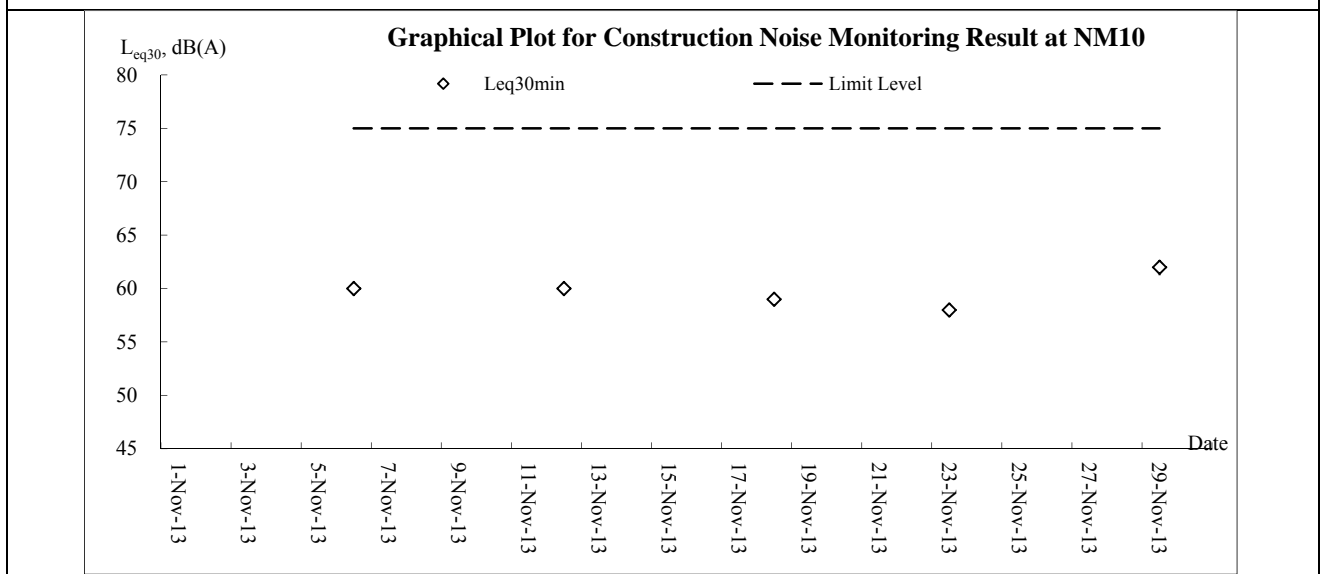 Graphical Plot for Construction Noise Monitoring Result at NM10
Leq30, dB(A)
Leq30min
Limit Level
80
75
70
65
60
55
50
45
Date
1-Nov-13
3-Nov-13
5-Nov-13
7-Nov-13
9-Nov-13
11-Nov-13
13-Nov-13
15-Nov-13
17-Nov-13
19-Nov-13
21-Nov-13
23-Nov-13
25-Nov-13
27-Nov-13
29-Nov-13